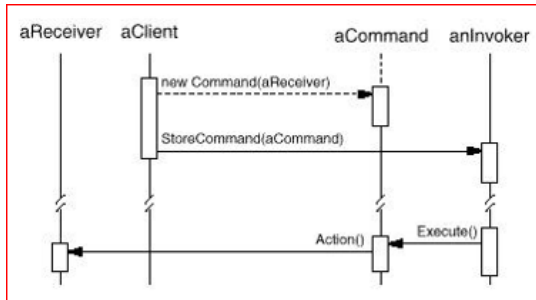 aReceiver aClient aCommand anInvoker
new Command(aReceiver)
StoreCommand(aCommand)
Execute()
Action()